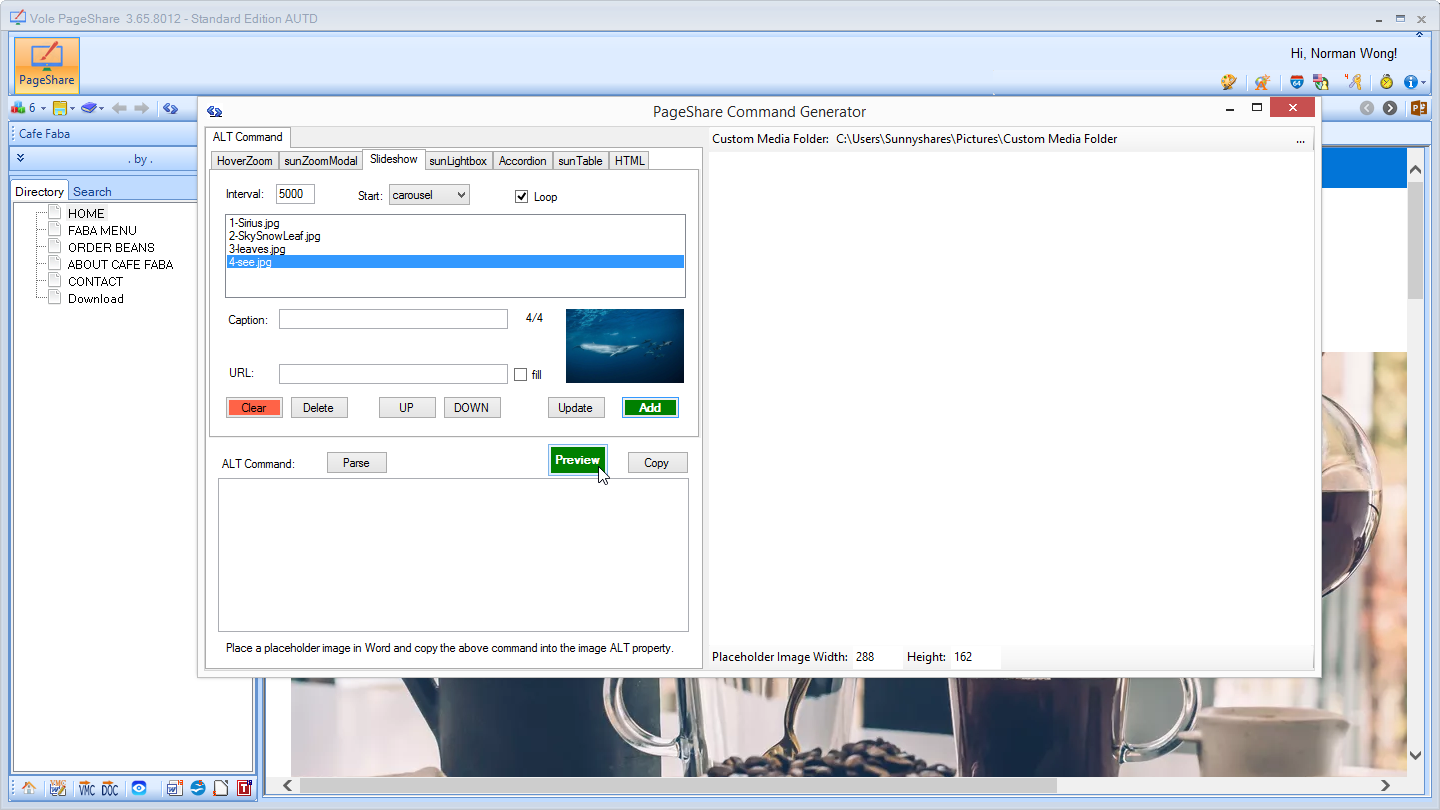 Vole PageShare 3.65.8012 - Standard Edition AUTD
PageShare
Hi, Norman Wong!
6
64
Cafe Faba
. by .
Directory
Search
HOME
FABA MENU
ORDER BEANS
ABOUT CAFE FABA
CONTACT
Download
PageShare Command Generator
ALT Command
HoverZoom
sunZoomModal
Slideshow
sunLightbox
Accordion
sunTable
HTML
Interval: 5000
Start: carousel
Loop
1-Sirius.jpg
2-SkySnowLeaf.jpg
3-leaves.jpg
4-see.jpg
Caption:
4/4
URL:
fill
Clear
Delete
UP
DOWN
Update
Add
ALT Command:
Parse
Preview
Copy
Place a placeholder image in Word and copy the above command into the image ALT property.
Custom Media Folder: C:\Users\Sunnyshares\Pictures\Custom Media Folder
...
Placeholder Image Width: 288
Height: 162
VMC
DOC